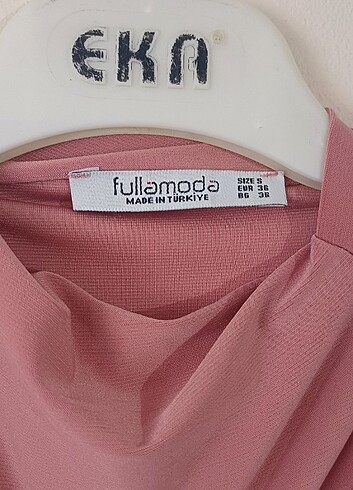 EKA
fullamoda
MADE IN TÜRKİYE
SIZE S
EUR 36
BG 36